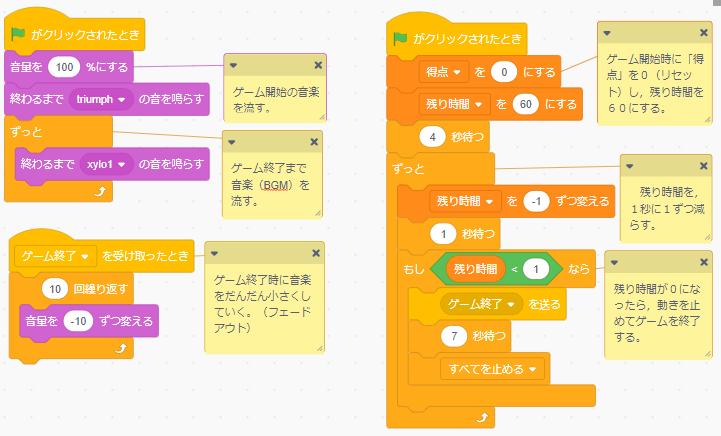 がクリックされたとき
音量を 100 %にする
終わるまで triumph の音を鳴らす
ずっと
終わるまで xylo1 の音を鳴らす
ゲーム開始の音楽
を流す。
ゲーム終了まで
音楽（BGM）を
流す。
ゲーム終了 を受け取ったとき
10 回繰り返す
音量を -10 ずつ変える
ゲーム終了時に音楽
をだんだん小さくし
ていく。（フェード
アウト）
がクリックされたとき
得点 を 0 にする
残り時間 を 60 にする
4 秒待つ
ずっと
残り時間 を -1 ずつ変える
1 秒待つ
もし 残り時間 < 1 なら
ゲーム終了 を送る
7 秒待つ
すべてを止める
ゲーム開始時に「得
点」を０（リセッ
ト）し，残り時間を
６０にする。
残り時間を，
１秒に１ずつ減
らす。
残り時間が０にな
ったら，動きを止
めてゲームを終了
する。